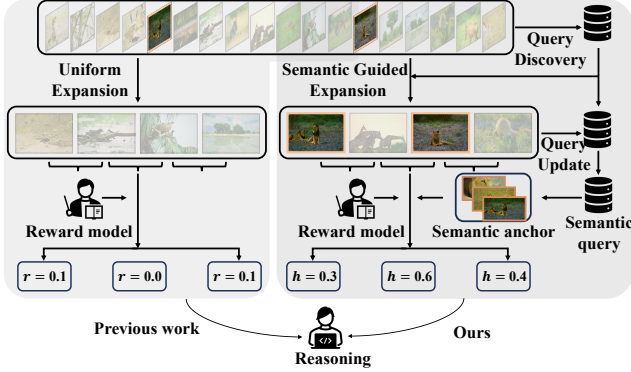 Query
Discovery
Uniform
Expansion
Semantic Guided
Expansion
Query
Update
Reward model
Reward model
Semantic anchor
Semantic
query
r = 0.1
r = 0.0
r = 0.1
h = 0.3
h = 0.6
h = 0.4
Previous work
Ours
Reasoning